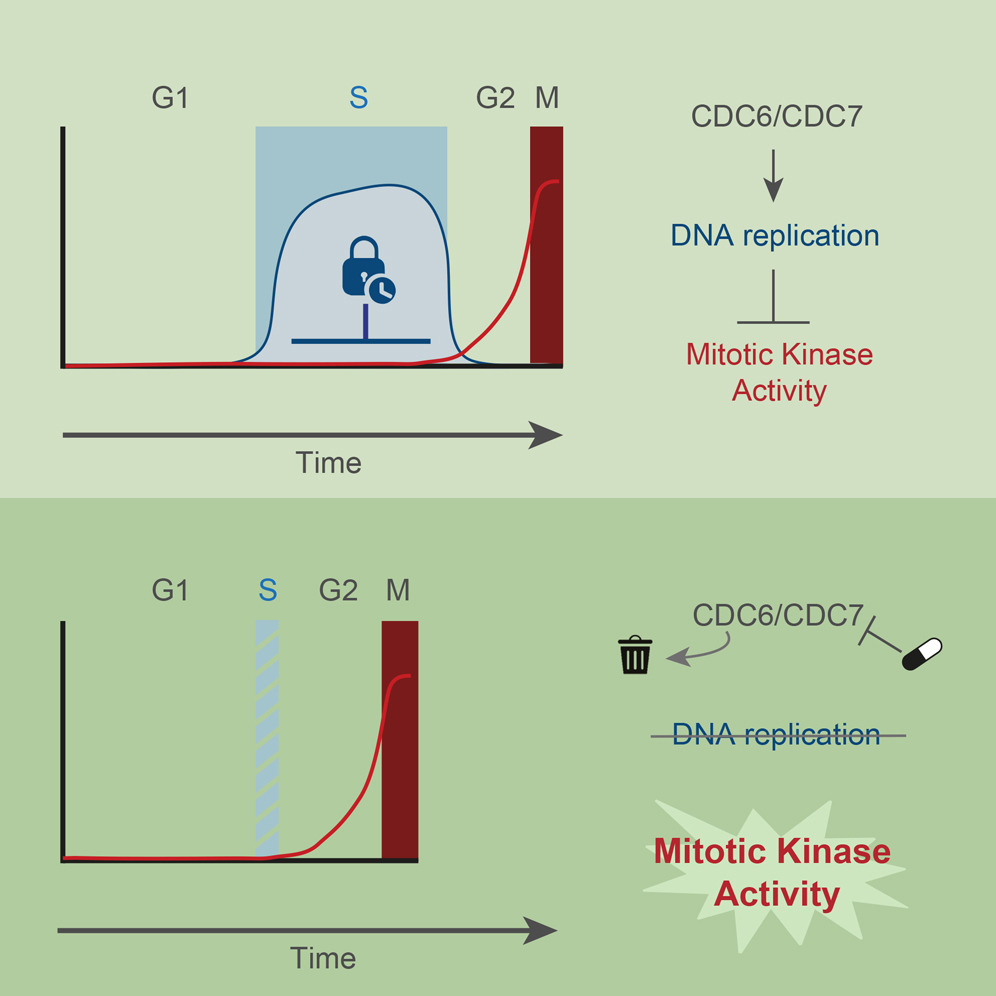 G1 S G2 M
CDC6/CDC7
DNA replication
Mitotic Kinase
Activity
Time
G1 S G2 M
CDC6/CDC7
DNA replication
Mitotic Kinase
Activity
Time